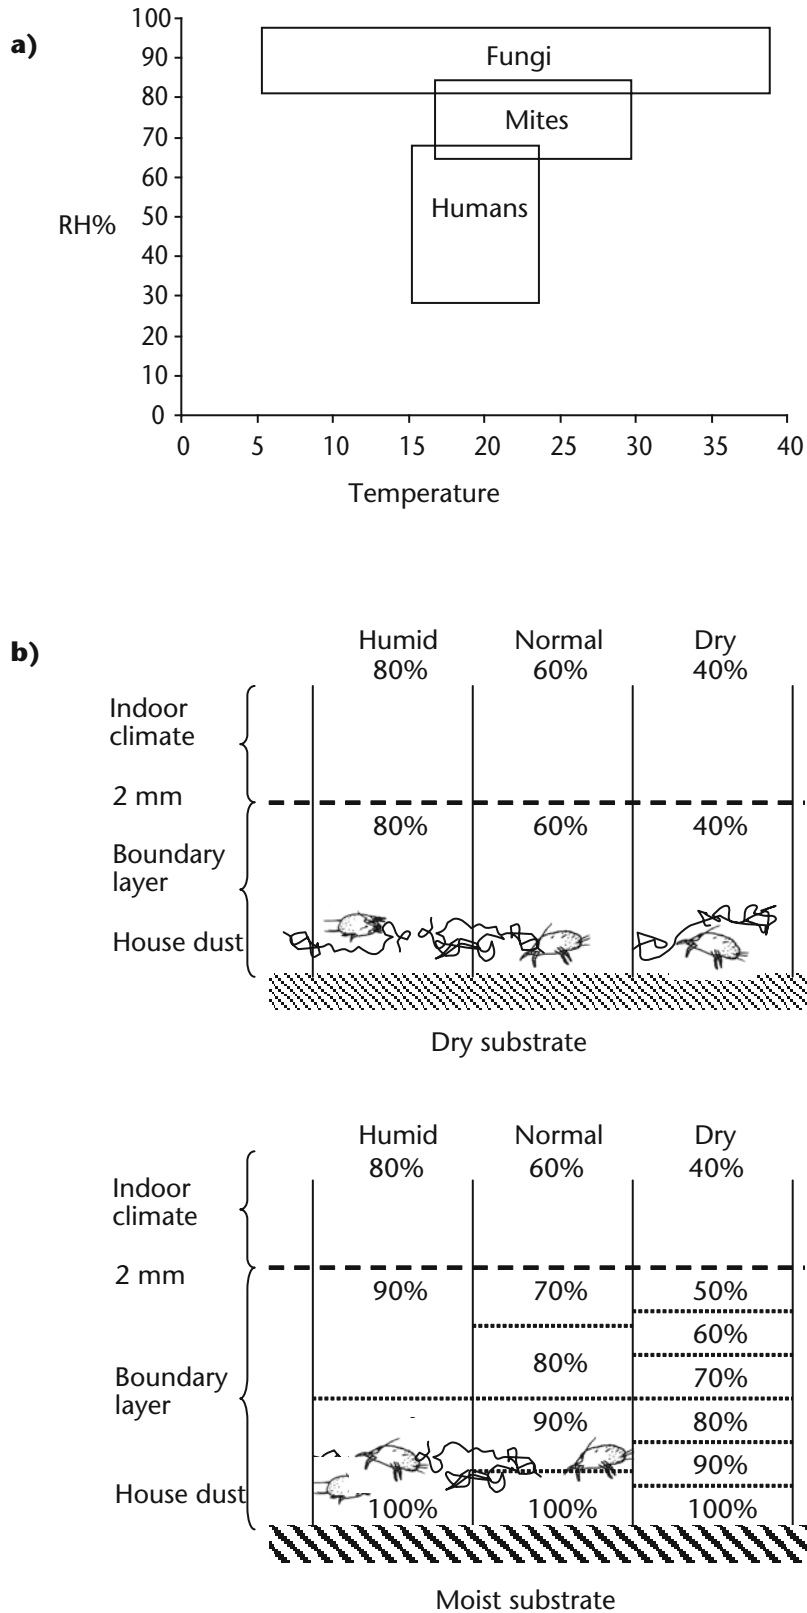 a)
100
90
80
70
60
50
40
30
20
10
0
RH%
Fungi
Mites
Humans
0 5 10 15 20 25 30 35 40
Temperature
b)
Humid Normal Dry
80% 60% 40%
Indoor
climate
2 mm
80% 60% 40%
Boundary
layer
House dust
Dry substrate
Humid Normal Dry
80% 60% 40%
Indoor
climate
2 mm
90% 70% 50%
60%
80%
70%
Boundary
layer
90% 80%
90%
House dust
100% 100% 100%
Moist substrate